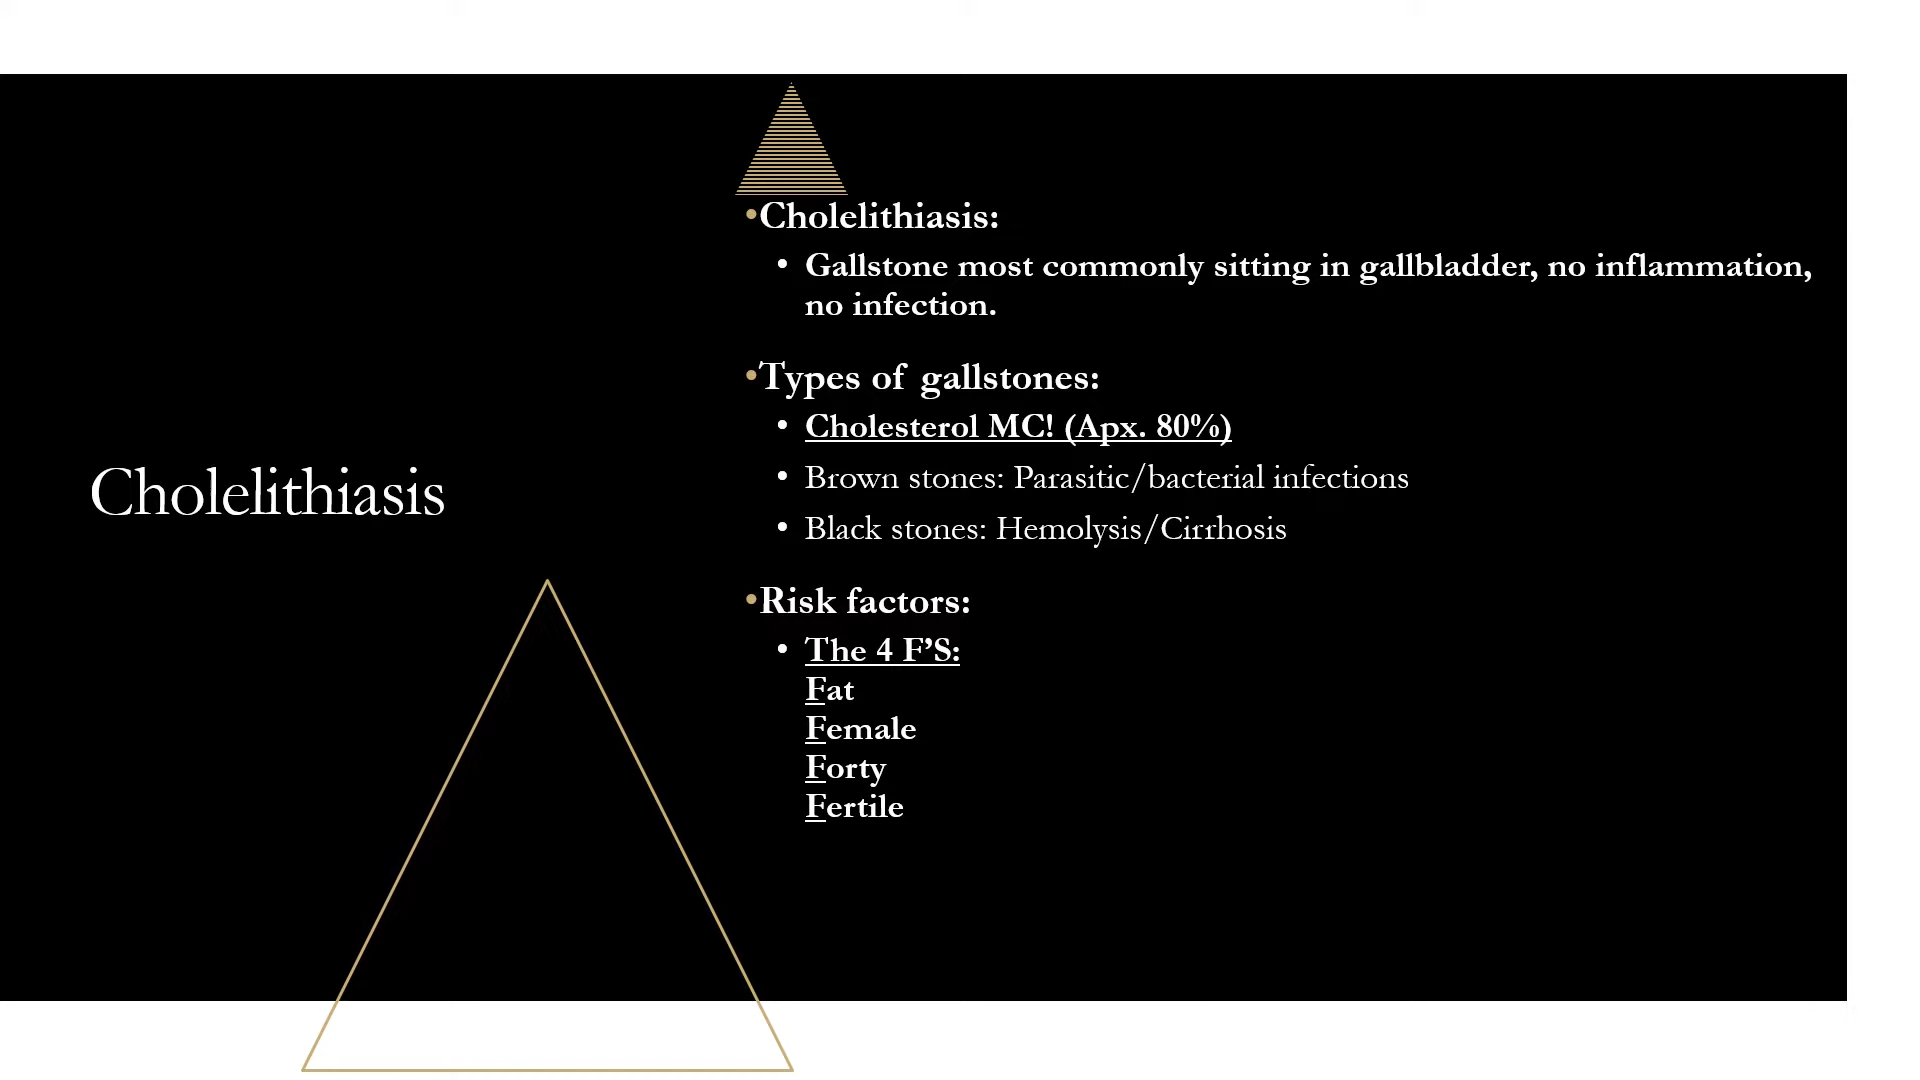 Cholelithiasis
•Cholelithiasis:
• Gallstone most commonly sitting in gallbladder, no inflammation,
no infection.
•Types of gallstones:
• Cholesterol MC! (Apx. 80%)
• Brown stones: Parasitic/bacterial infections
• Black stones: Hemolysis/Cirrhosis
•Risk factors:
• The 4 F’S:
Fat
Female
Forty
Fertile